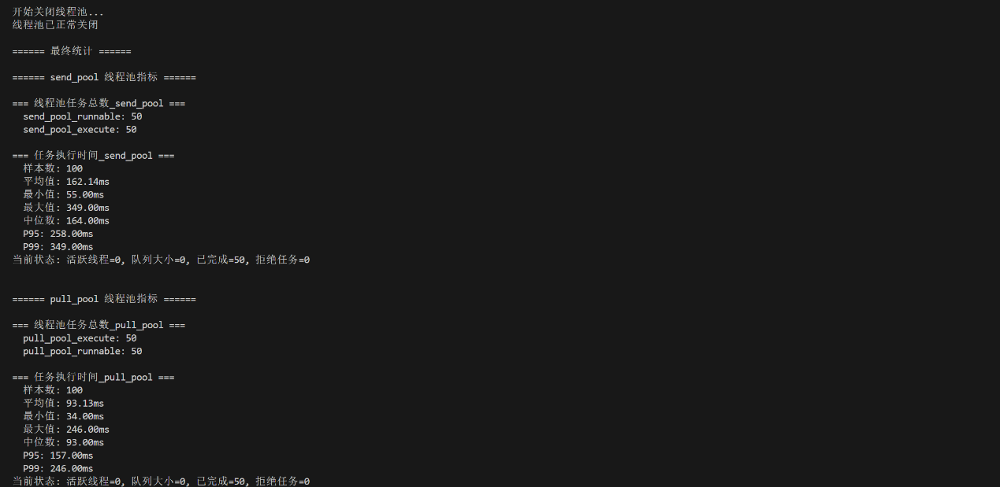 开始关闭线程池...
线程池已正常关闭
====== 最终统计 ======
====== send_pool 线程池指标 ======
=== 线程池任务总数_send_pool ===
send_pool_runnable: 50
send_pool_execute: 50
=== 任务执行时间_send_pool ===
样本数: 100
平均值: 162.14ms
最小值: 55.00ms
最大值: 349.00ms
中位数: 164.00ms
P95: 258.00ms
P99: 349.00ms
当前状态: 活跃线程=0, 队列大小=0, 已完成=50, 拒绝任务=0
====== pull_pool 线程池指标 ======
=== 线程池任务总数_pull_pool ===
pull_pool_execute: 50
pull_pool_runnable: 50
=== 任务执行时间_pull_pool ===
样本数: 100
平均值: 93.13ms
最小值: 34.00ms
最大值: 246.00ms
中位数: 93.00ms
P95: 157.00ms
P99: 246.00ms
当前状态: 活跃线程=0, 队列大小=0, 已完成=50, 拒绝任务=0